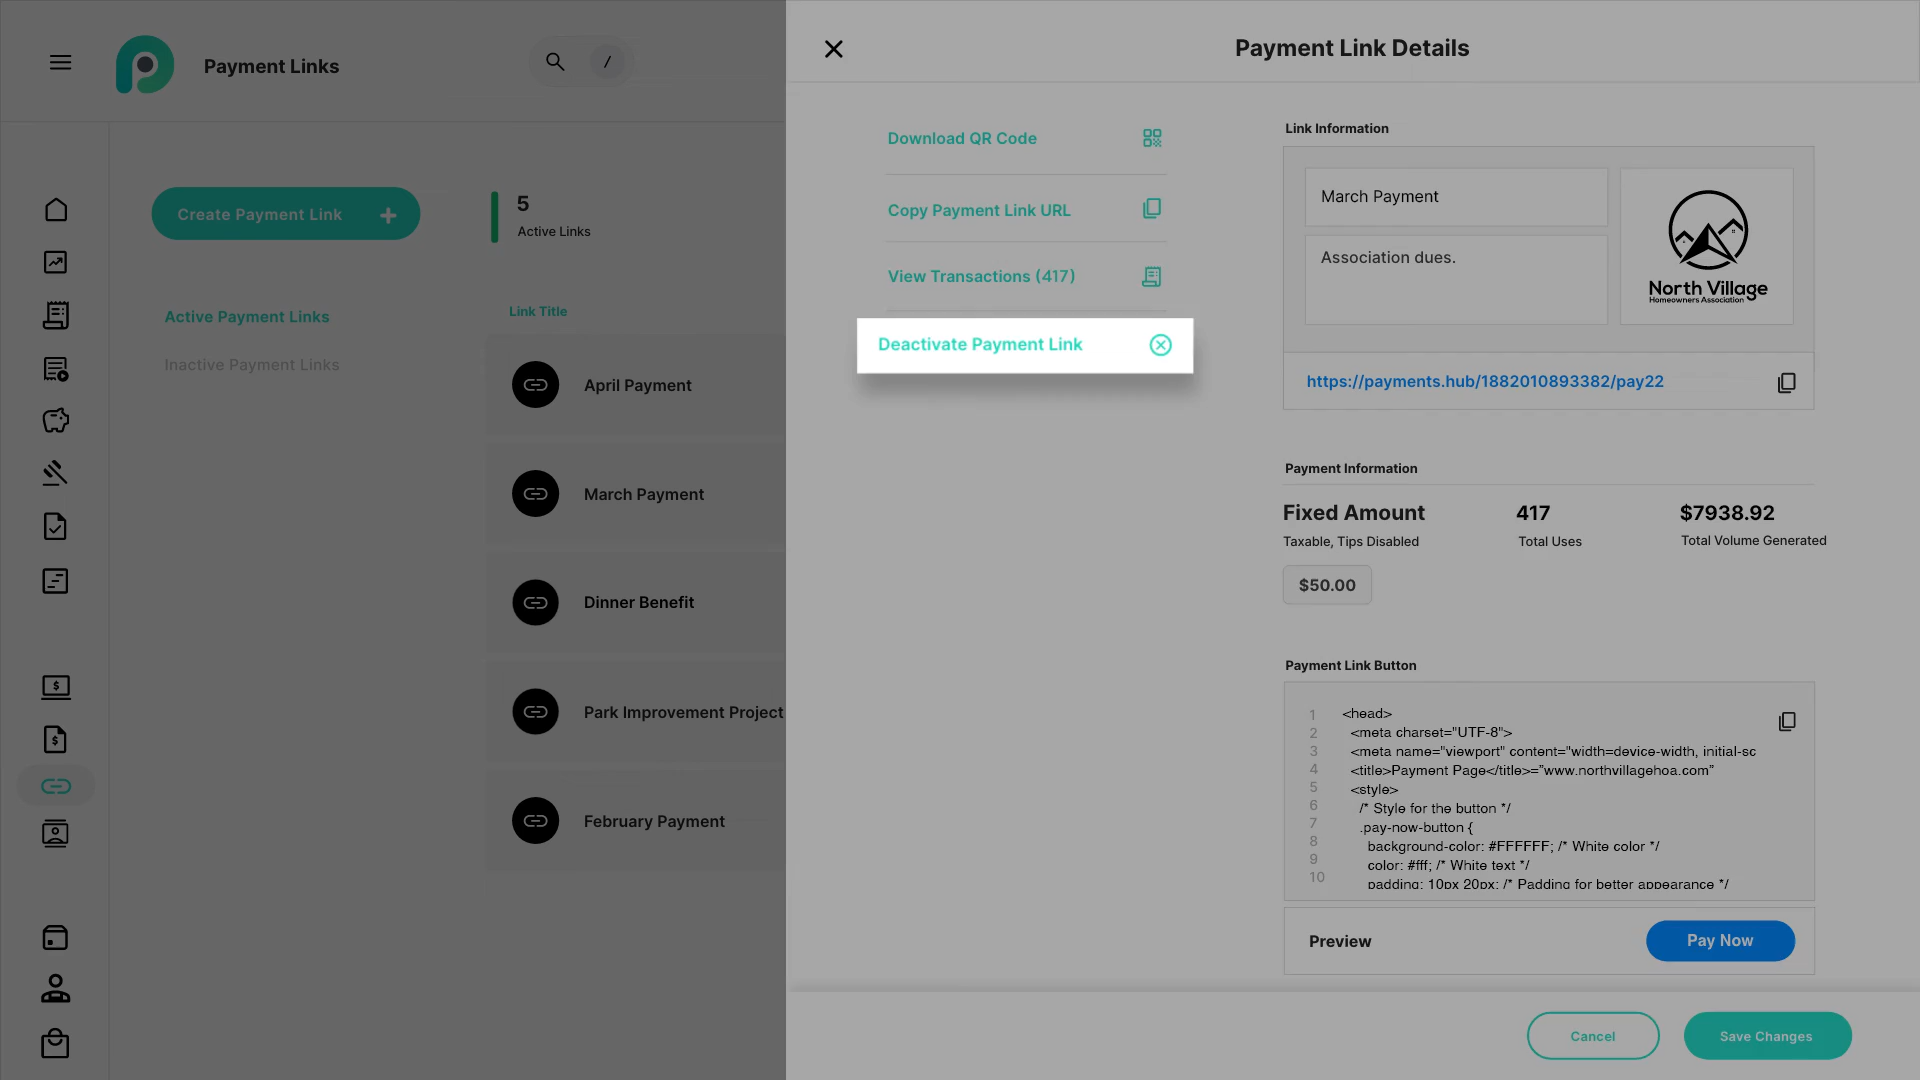 Payment Links
/
Create Payment Link
5
Active Links
Active Payment Links
Inactive Payment Links
Link Title
April Payment
March Payment
Dinner Benefit
Park Improvement Project
February Payment
Payment Link Details
Download QR Code
Copy Payment Link URL
View Transactions (417)
Deactivate Payment Link
Link Information
March Payment
Association dues.
North Village
Homeowners Association
https://payments.hub/1882010893382/pay22
Payment Information
Fixed Amount
Taxable, Tips Disabled
417
Total Uses
$7938.92
Total Volume Generated
$50.00
Payment Link Button
1 <head>
2 <meta charset="UTF-8">
3 <meta name="viewport" content="width=device-width, initial-sc
4 <title>Payment Page</title>="www.northvillagehoa.com"
5 <style>
6 /* Style for the button */
7 .pay-now-button {
8 background-color: #FFFFFF; /* White color */
9 color: #fff; /* White text */
10 padding: 10px 20px; /* Padding for better appearance */
Preview
Pay Now
Cancel
Save Changes